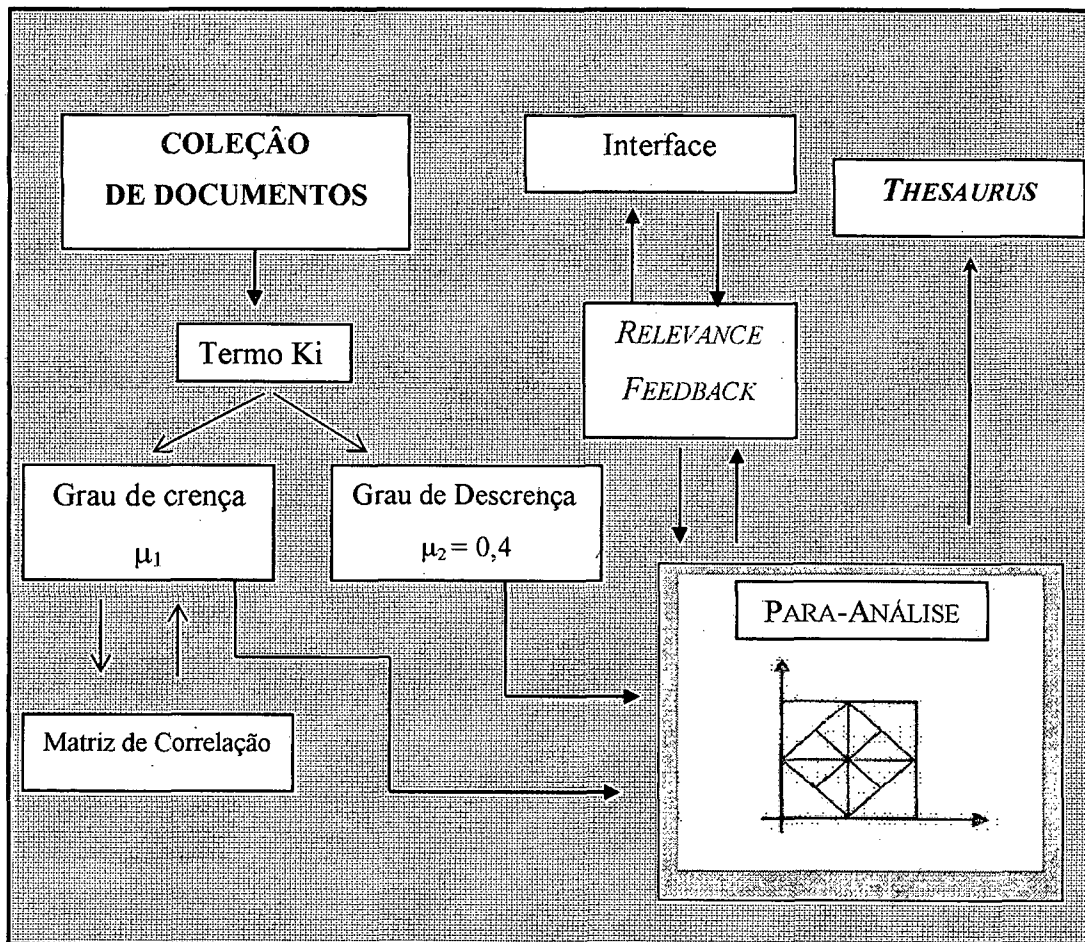 COLEÇÂO
DE DOCUMENTOS
Interface
THESAURUS
RELEVANCE
FEEDBACK
Termo Ki
Grau de crença
μ1
Grau de Descrença
μ2 = 0,4
PARA-ANÁLISE
Matriz de Correlação